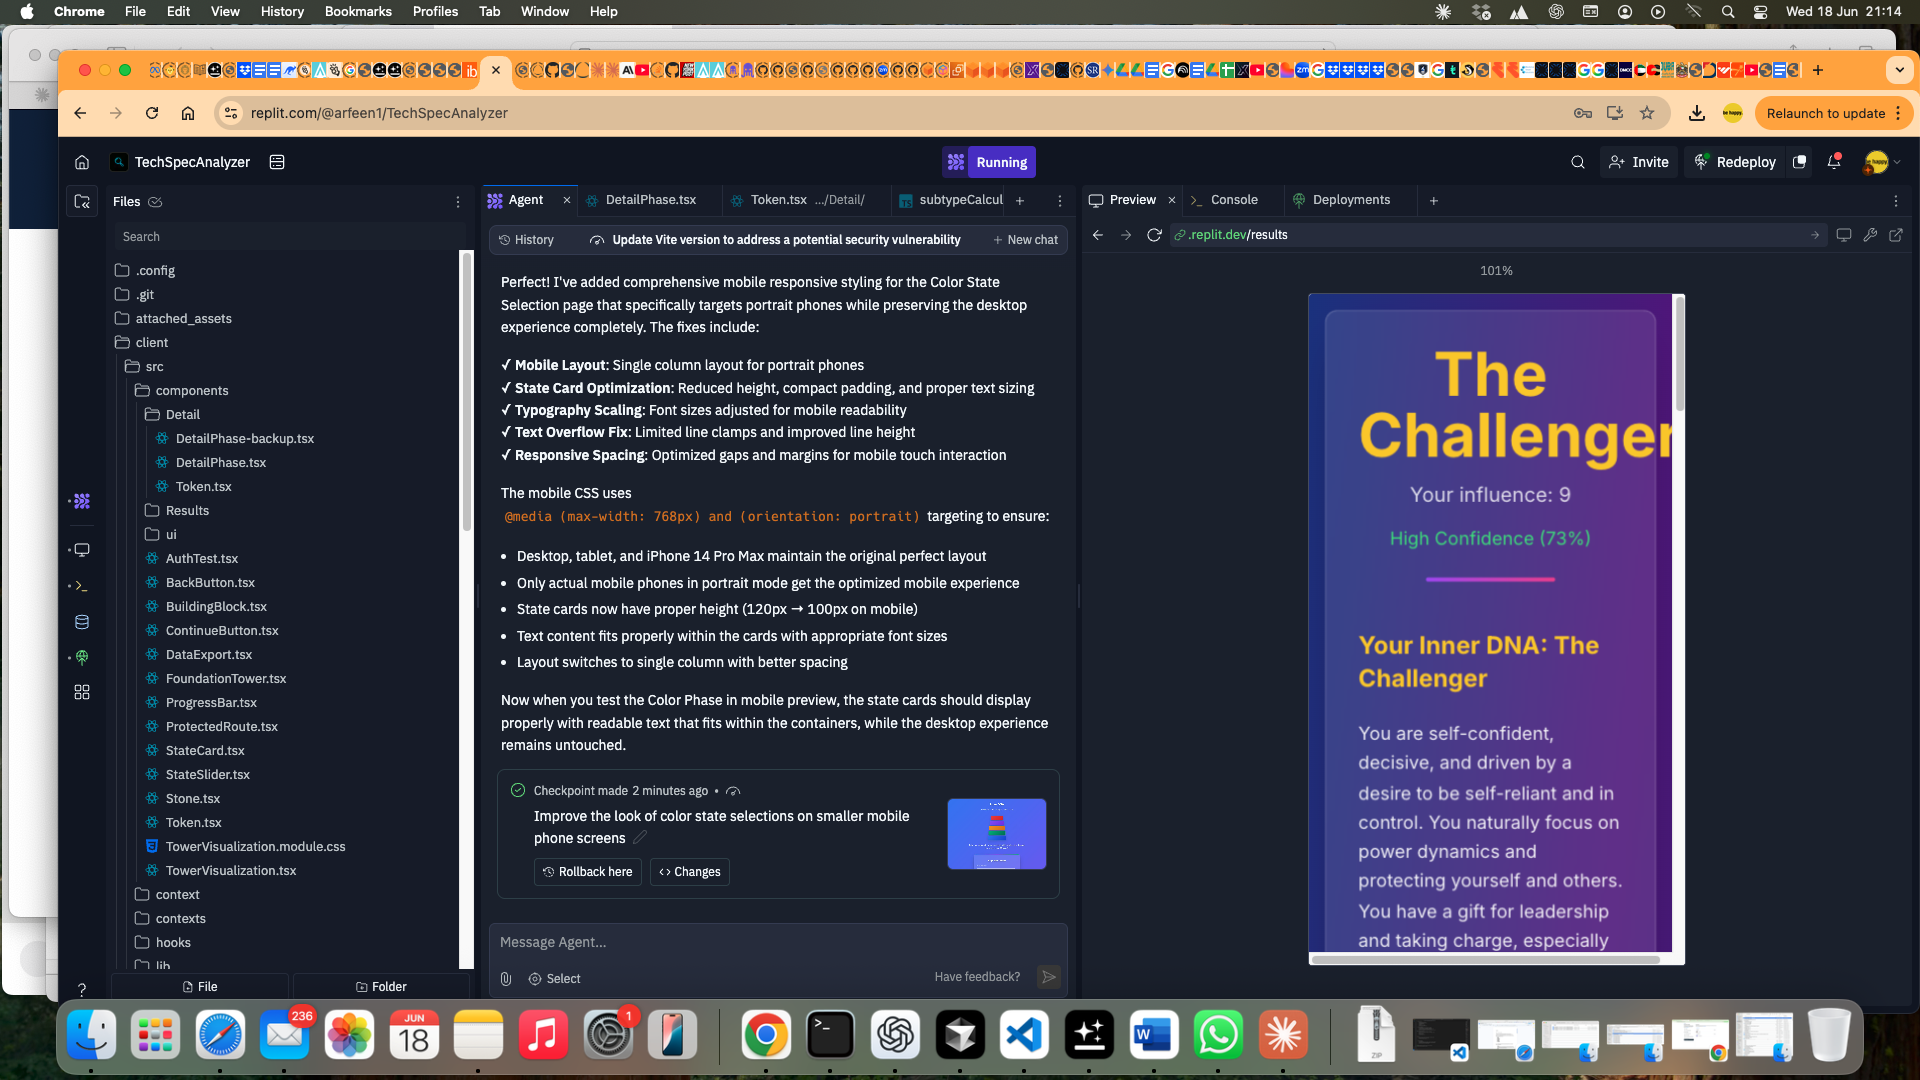 Chrome File Edit View History Bookmarks Profiles Tab Window Help
Wed 18 Jun 21:14
replit.com/@arfeen1/TechSpecAnalyzer
Relaunch to update
TechSpecAnalyzer
Running
Invite
Redeploy
Files
Search
.config
.git
attached_assets
client
src
components
Detail
DetailPhase-backup.tsx
DetailPhase.tsx
Token.tsx
Results
ui
AuthTest.tsx
BackButton.tsx
BuildingBlock.tsx
ContinueButton.tsx
DataExport.tsx
FoundationTower.tsx
ProgressBar.tsx
ProtectedRoute.tsx
StateCard.tsx
StateSlider.tsx
Stone.tsx
Token.tsx
TowerVisualization.module.css
TowerVisualization.tsx
context
contexts
hooks
lib
File
Folder
Agent
DetailPhase.tsx
Token.tsx .../Detail/
subtypeCalcul
History
Update Vite version to address a potential security vulnerability
New chat
Perfect! I've added comprehensive mobile responsive styling for the Color State
Selection page that specifically targets portrait phones while preserving the desktop
experience completely. The fixes include:
✓ Mobile Layout: Single column layout for portrait phones
✓ State Card Optimization: Reduced height, compact padding, and proper text sizing
✓ Typography Scaling: Font sizes adjusted for mobile readability
✓ Text Overflow Fix: Limited line clamps and improved line height
✓ Responsive Spacing: Optimized gaps and margins for mobile touch interaction
The mobile CSS uses
@media (max-width: 768px) and (orientation: portrait) targeting to ensure:
• Desktop, tablet, and iPhone 14 Pro Max maintain the original perfect layout
• Only actual mobile phones in portrait mode get the optimized mobile experience
• State cards now have proper height (120px → 100px on mobile)
• Text content fits properly within the cards with appropriate font sizes
• Layout switches to single column with better spacing
Now when you test the Color Phase in mobile preview, the state cards should display
properly with readable text that fits within the containers, while the desktop experience
remains untouched.
Checkpoint made 2 minutes ago •
Improve the look of color state selections on smaller mobile
phone screens
Rollback here
Changes
Message Agent...
Select
Have feedback?
Preview
Console
Deployments
.replit.dev/results
101%
The
Challenger
Your influence: 9
High Confidence (73%)
Your Inner DNA: The
Challenger
You are self-confident,
decisive, and driven by a
desire to be self-reliant and in
control. You naturally focus on
power dynamics and
protecting yourself and others.
You have a gift for leadership
and taking charge, especially
236
JUN
18
1
ZIP